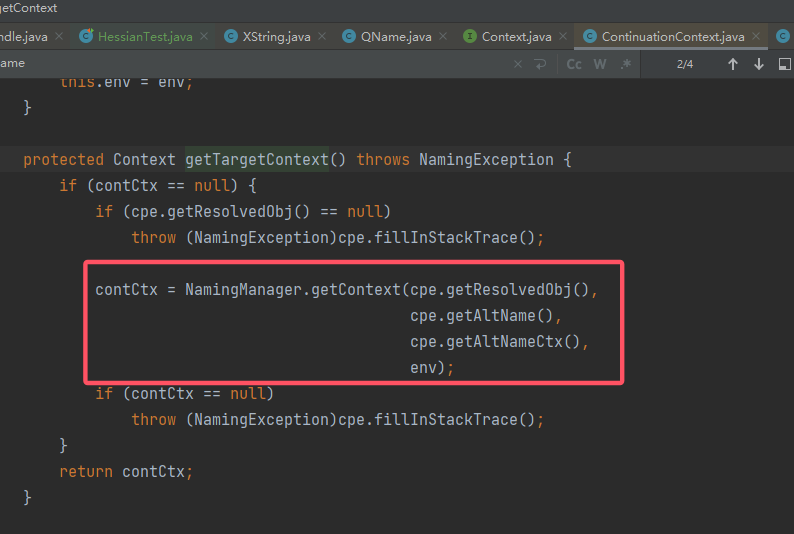 getContext
ndle.java
HessianTest.java
XString.java
QName.java
Context.java
ContinuationContext.java
ame
Cc
W
.*
2/4
this.env = env;
}
protected Context getTargetContext() throws NamingException {
if (contCtx == null) {
if (cpe.getResolvedObj() == null)
throw (NamingException)cpe.fillInStackTrace();
contCtx = NamingManager.getContext(cpe.getResolvedObj(),
cpe.getAltName(),
cpe.getAltNameCtx(),
env);
if (contCtx == null)
throw (NamingException)cpe.fillInStackTrace();
}
return contCtx;
}